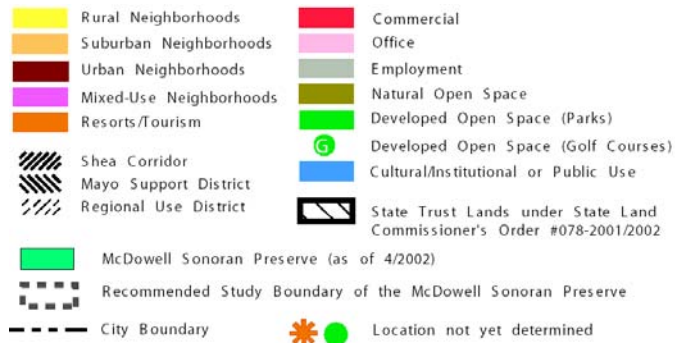 Rural Neighborhoods
Suburban Neighborhoods
Urban Neighborhoods
Mixed-Use Neighborhoods
Resorts/Tourism
Shea Corridor
Mayo Support District
Regional Use District
Commercial
Office
Employment
Natural Open Space
Developed Open Space (Parks)
G Developed Open Space (Golf Courses)
Cultural/Institutional or Public Use
State Trust Lands under State Land
Commissioner's Order #078-2001/2002
McDowell Sonoran Preserve (as of 4/2002)
Recommended Study Boundary of the McDowell Sonoran Preserve
City Boundary
Location not yet determined